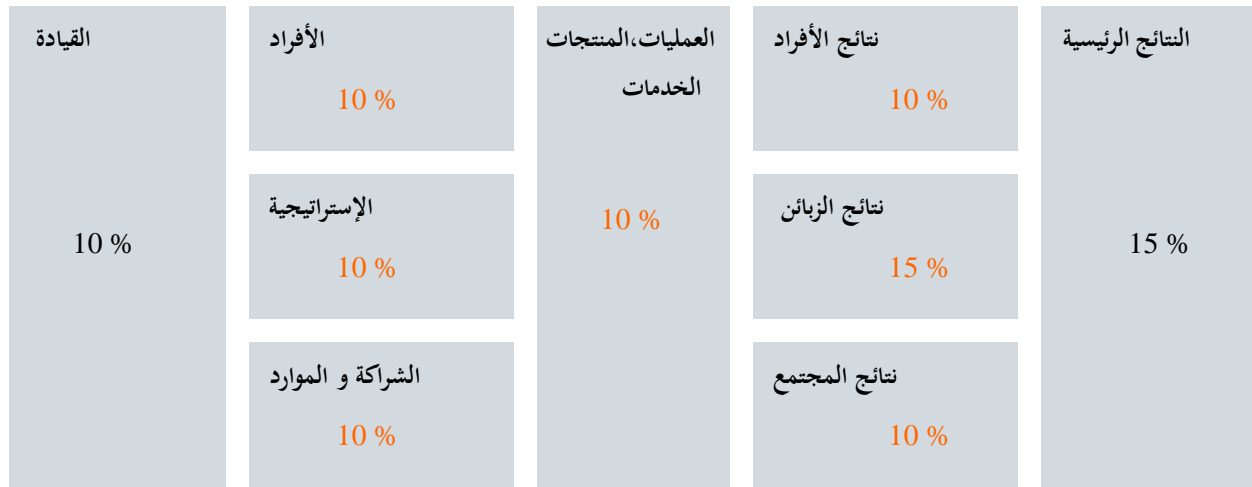 القيادة
10 %
الأفراد
10 %
الإستراتيجية
10 %
الشراكة و الموارد
10 %
العمليات،المنتجات
الخدمات
10 %
نتائج الأفراد
10 %
نتائج الزبائن
15 %
نتائج المجتمع
10 %
النتائج الرئيسية
15 %